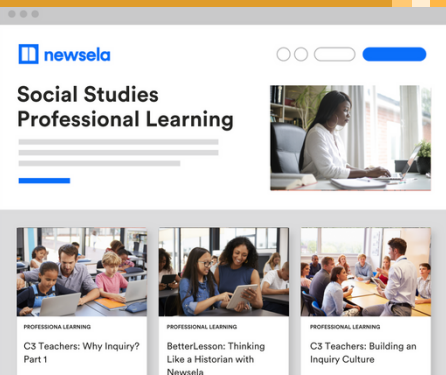 newsela
Social Studies
Professional Learning
PROFESSIONAL LEARNING
C3 Teachers: Why Inquiry?
Part 1
PROFESSIONAL LEARNING
BetterLesson: Thinking
Like a Historian with
Newsela
PROFESSIONAL LEARNING
C3 Teachers: Building an
Inquiry Culture